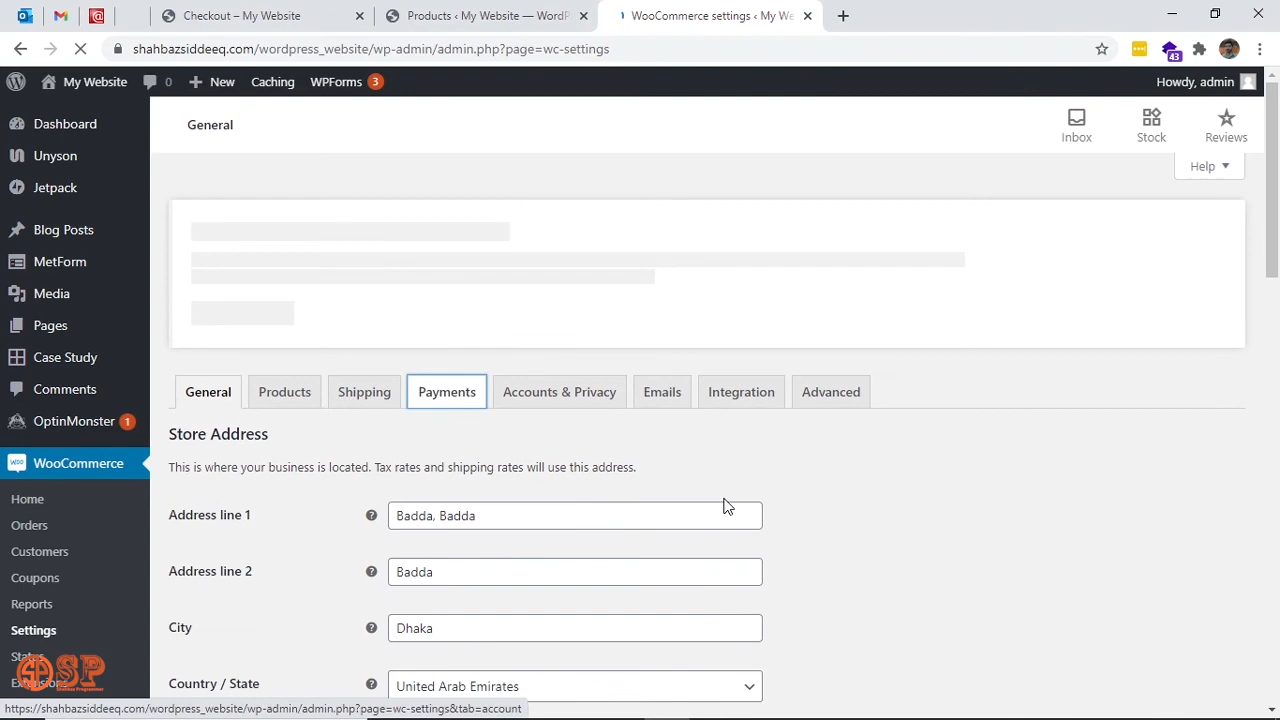 Checkout – My Website
Products ‹ My Website — WordP
WooCommerce settings ‹ My We
shahbazsiddeeq.com/wordpress_website/wp-admin/admin.php?page=wc-settings
43
My Website
0
New
Caching
WPForms
3
Howdy, admin
Dashboard
Unyson
Jetpack
Blog Posts
MetForm
Media
Pages
Case Study
Comments
OptinMonster 1
WooCommerce
Home
Orders
Customers
Coupons
Reports
Settings
General
Inbox
Stock
Reviews
Help
General
Products
Shipping
Payments
Accounts & Privacy
Emails
Integration
Advanced
Store Address
This is where your business is located. Tax rates and shipping rates will use this address.
Address line 1
Badda, Badda
Address line 2
Badda
City
Dhaka
Country / State
United Arab Emirates
SP
https://shahbazsiddeeq.com/wordpress_website/wp-admin/admin.php?page=wc-settings&tab=account